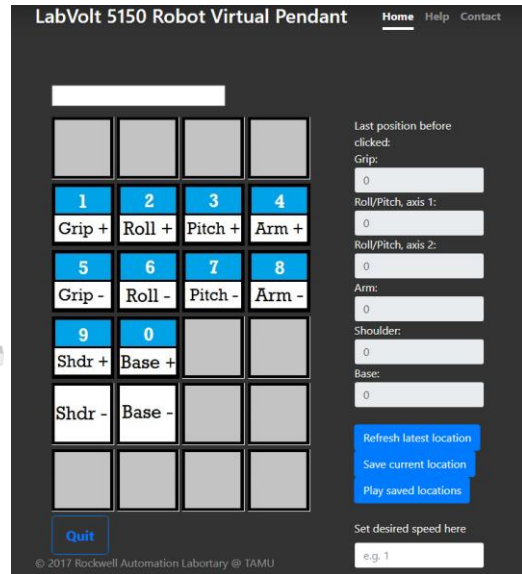 LabVolt 5150 Robot Virtual Pendant Home Help Contact
1 2 3 4
Grip + Roll + Pitch + Arm +
5 6 7 8
Grip - Roll - Pitch - Arm -
9 0
Shdr + Base +
Shdr - Base -
Quit
© 2017 Rockwell Automation Labortary @ TAMU
Last position before
clicked:
Grip:
0
Roll/Pitch, axis 1:
0
Roll/Pitch, axis 2:
0
Arm:
0
Shoulder:
0
Base:
0
Refresh latest location
Save current location
Play saved locations
Set desired speed here
e.g. 1